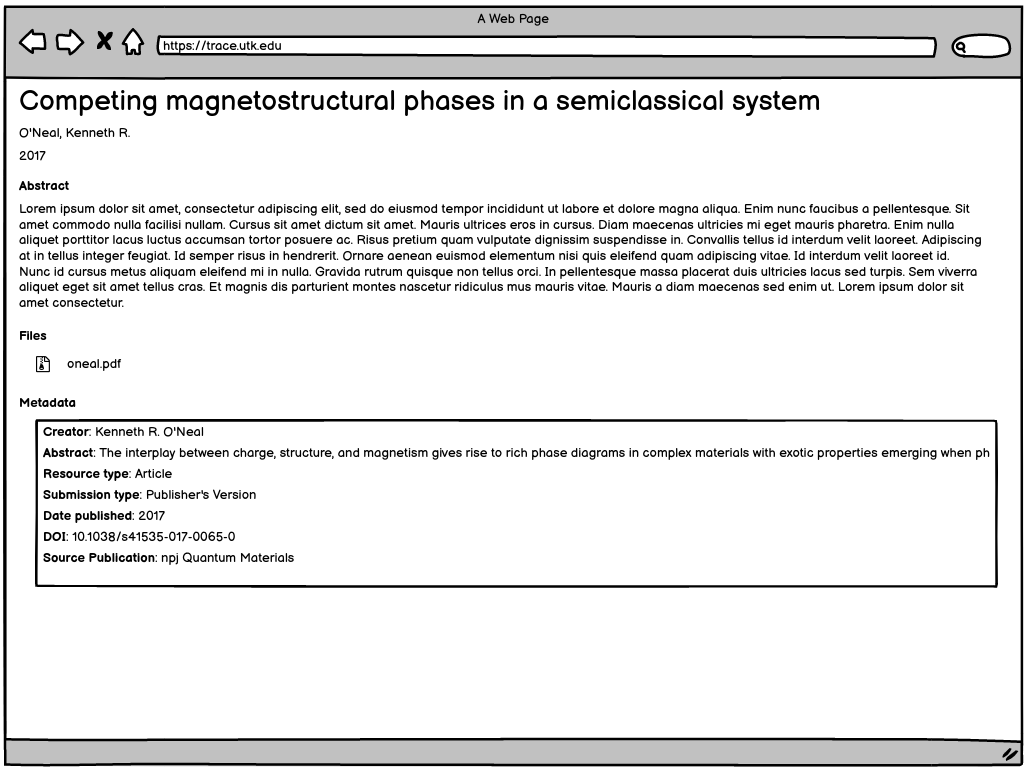 A Web Page
https://trace.utk.edu
Competing magnetostructural phases in a semiclassical system
O'Neal, Kenneth R.
2017
Abstract
Lorem ipsum dolor sit amet, consectetur adipiscing elit, sed do eiusmod tempor incididunt ut labore et dolore magna aliqua. Enim nunc faucibus a pellentesque. Sit
amet commodo nulla facilisi nullam. Cursus sit amet dictum sit amet. Mauris ultrices eros in cursus. Diam maecenas ultricies mi eget mauris pharetra. Enim nulla
aliquet porttitor lacus luctus accumsan tortor posuere ac. Risus pretium quam vulputate dignissim suspendisse in. Convallis tellus id interdum velit laoreet. Adipiscing
at in tellus integer feugiat. Id semper risus in hendrerit. Ornare aenean euismod elementum nisi quis eleifend quam adipiscing vitae. Id interdum velit laoreet id.
Nunc id cursus metus aliquam eleifend mi in nulla. Gravida rutrum quisque non tellus orci. In pellentesque massa placerat duis ultricies lacus sed turpis. Sem viverra
aliquet eget sit amet tellus cras. Et magnis dis parturient montes nascetur ridiculus mus mauris vitae. Mauris a diam maecenas sed enim ut. Lorem ipsum dolor sit
amet consectetur.
Files
oneal.pdf
Metadata
Creator: Kenneth R. O'Neal
Abstract: The interplay between charge, structure, and magnetism gives rise to rich phase diagrams in complex materials with exotic properties emerging when ph
Resource type: Article
Submission type: Publisher's Version
Date published: 2017
DOI: 10.1038/s41535-017-0065-0
Source Publication: npj Quantum Materials